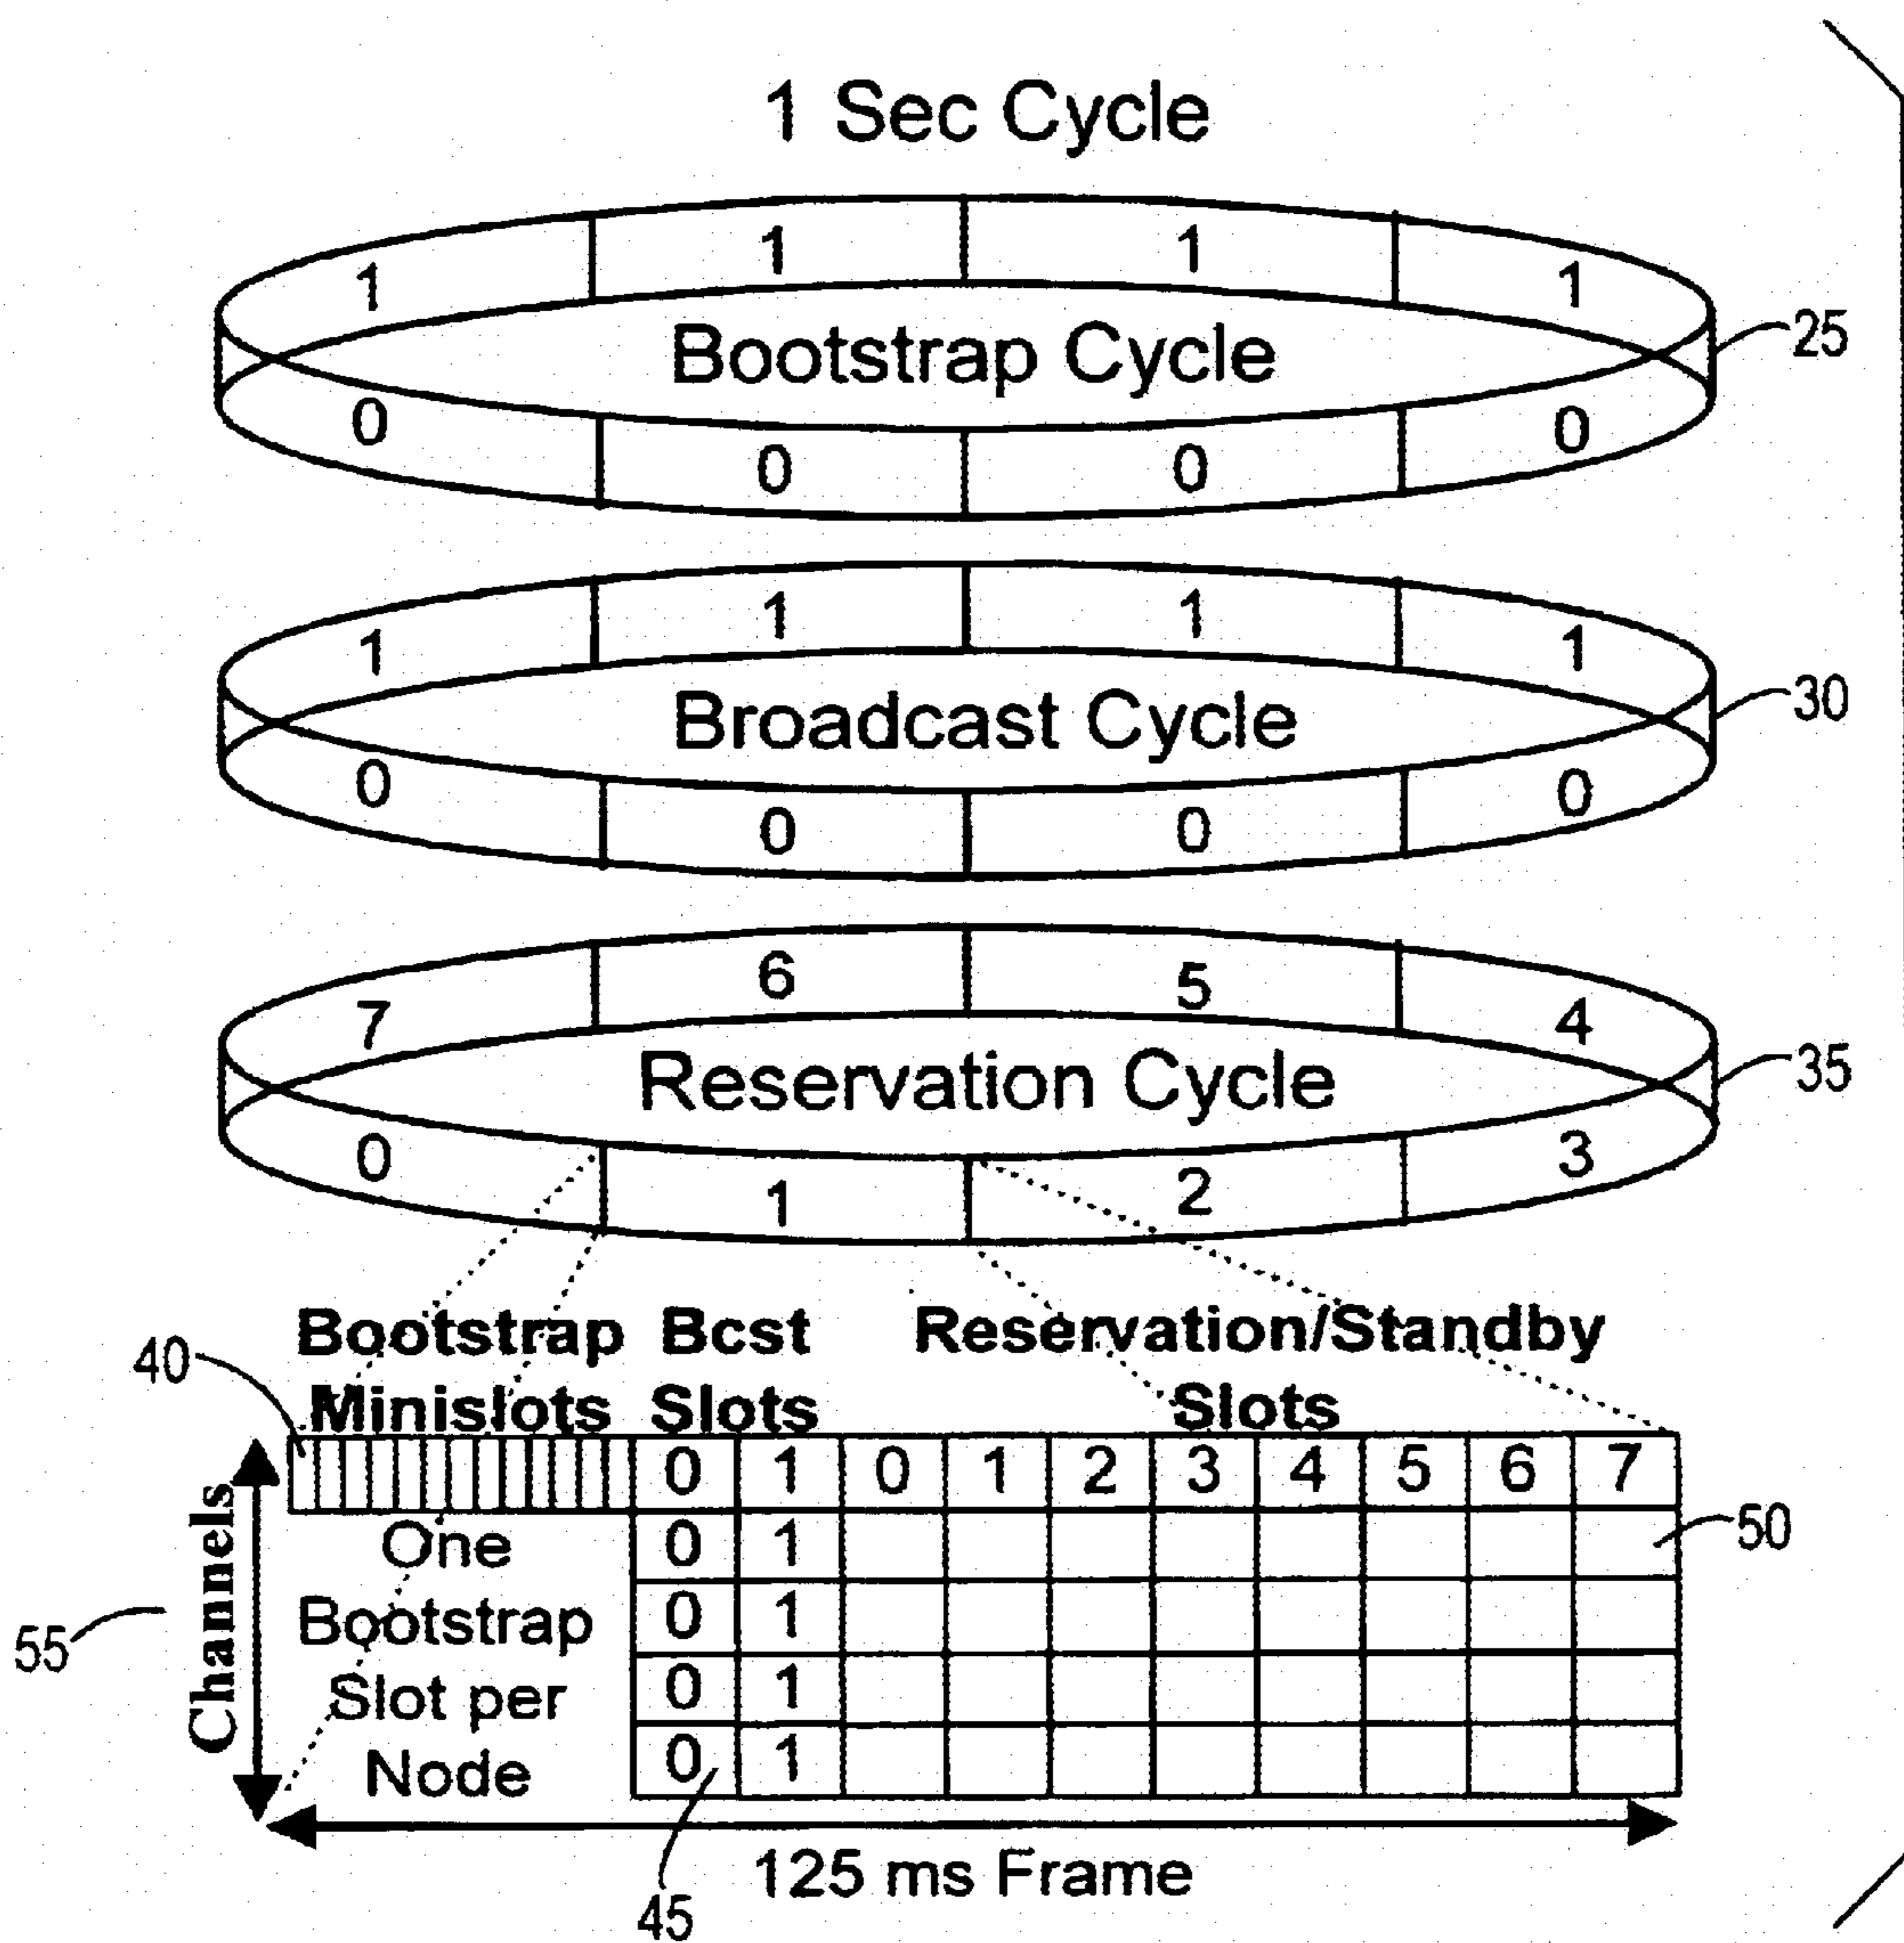 1 Sec Cycle
1 1 1 1
Bootstrap Cycle
25
0 0 0 0
1 1 1 1
Broadcast Cycle
30
0 0 0 0
7 6 5 4
Reservation Cycle
35
0 1 2 3
Bootstrap Bcst Reservation/Standby
40
Minislots Slots Slots
0 1 0 1 2 3 4 5 6 7
Channels
One 0 1
50
Bootstrap 0 1
55
Slot per 0 1
Node 0 1
125 ms Frame
45